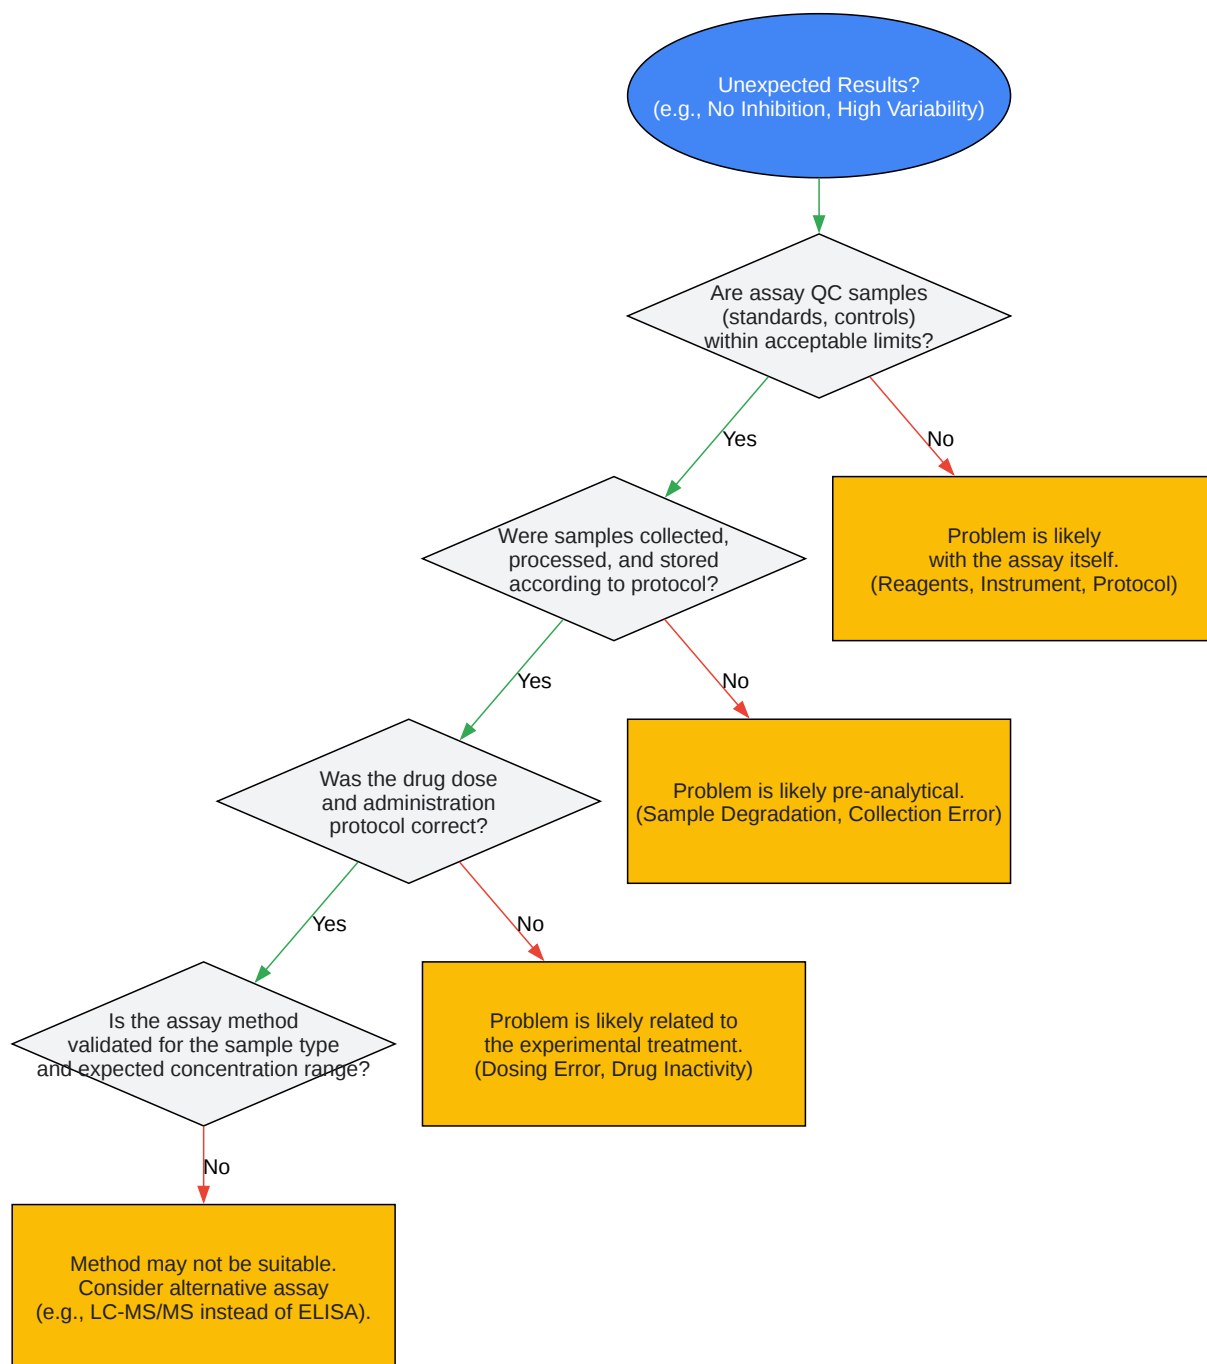 Unexpected Results?
(e.g., No Inhibition, High Variability)
Are assay QC samples
(standards, controls)
within acceptable limits?
Yes
No
Were samples collected,
processed, and stored
according to protocol?
Problem is likely
with the assay itself.
(Reagents, Instrument, Protocol)
Yes
No
Was the drug dose
and administration
protocol correct?
Problem is likely pre-analytical.
(Sample Degradation, Collection Error)
Yes
No
Is the assay method
validated for the sample type
and expected concentration range?
Problem is likely related to
the experimental treatment.
(Dosing Error, Drug Inactivity)
No
Method may not be suitable.
Consider alternative assay
(e.g., LC-MS/MS instead of ELISA).